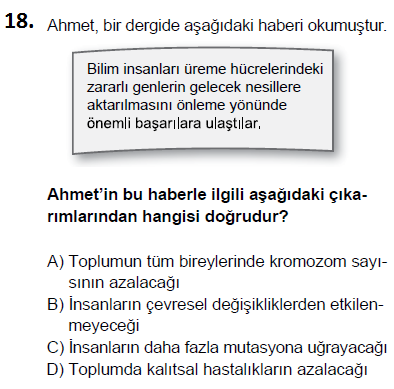 18. Ahmet, bir dergide aşağıdaki haberi okumuştur.
Bilim insanları üreme hücrelerindeki
zararlı genlerin gelecek nesillere
aktarılmasını önleme yönünde
önemli başarılara ulaştılar.
Ahmet'in bu haberle ilgili aşağıdaki çıka-
rımlarından hangisi doğrudur?
A) Toplumun tüm bireylerinde kromozom sayı-
sının azalacağı
B) İnsanların çevresel değişikliklerden etkilen-
meyeceği
C) İnsanların daha fazla mutasyona uğrayacağı
D) Toplumda kalıtsal hastalıkların azalacağı